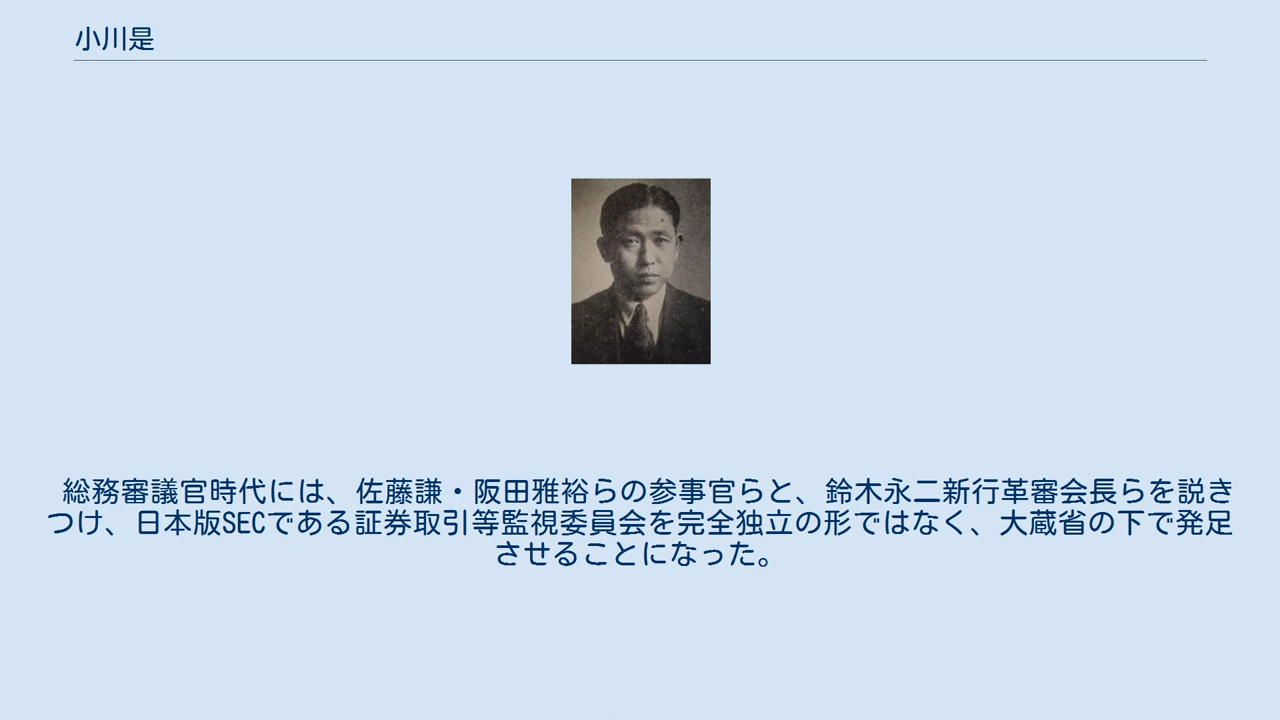 小川是
総務審議官時代には、佐藤謙・阪田雅裕らの参事官らと、鈴木永二新行革審会長らを説き
つけ、日本版SECである証券取引等監視委員会を完全独立の形ではなく、大蔵省の下で発足
させることになった。